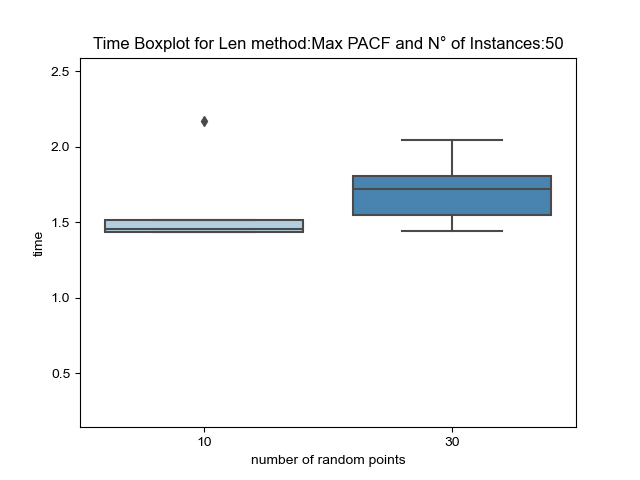 Time Boxplot for Len method:Max PACF and N° of Instances:50
2.5
2.0
1.5
1.0
0.5
time
10
30
number of random points